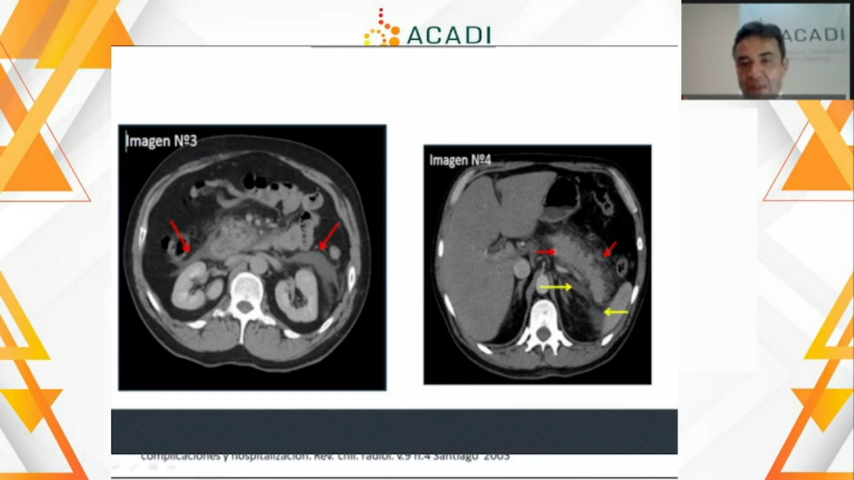 ACADI
ACADI
Imagen Nº3
Imagen Nº4
complicaciones y hospitalización. Rev. chil. radiol. v.9 n.4 Santiago 2003